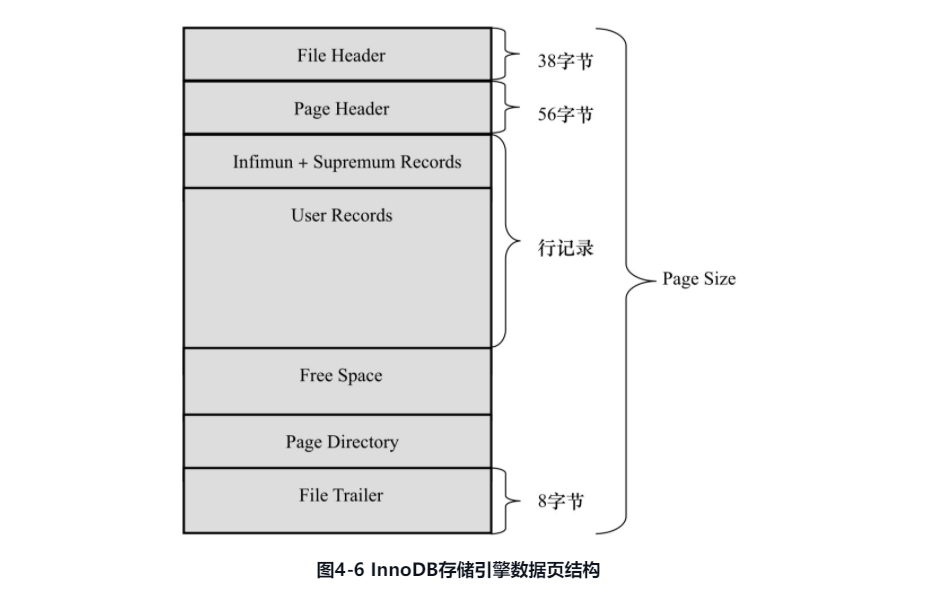 File Header
38字节
Page Header
56字节
Infimun + Supremum Records
User Records
行记录
Page Size
Free Space
Page Directory
File Trailer
8字节
图4-6 InnoDB存储引擎数据页结构